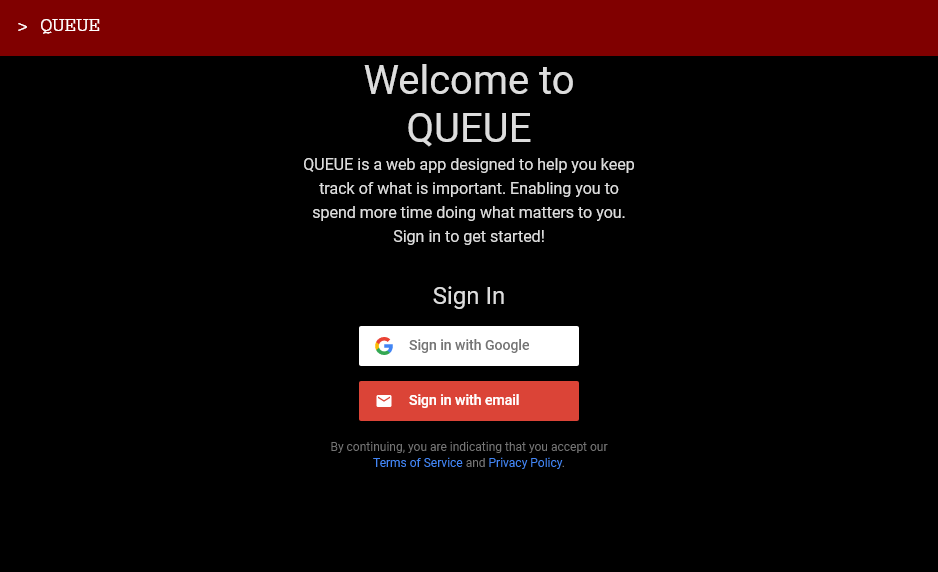 > QUEUE
Welcome to
QUEUE
QUEUE is a web app designed to help you keep
track of what is important. Enabling you to
spend more time doing what matters to you.
Sign in to get started!
Sign In
Sign in with Google
Sign in with email
By continuing, you are indicating that you accept our
Terms of Service and Privacy Policy.